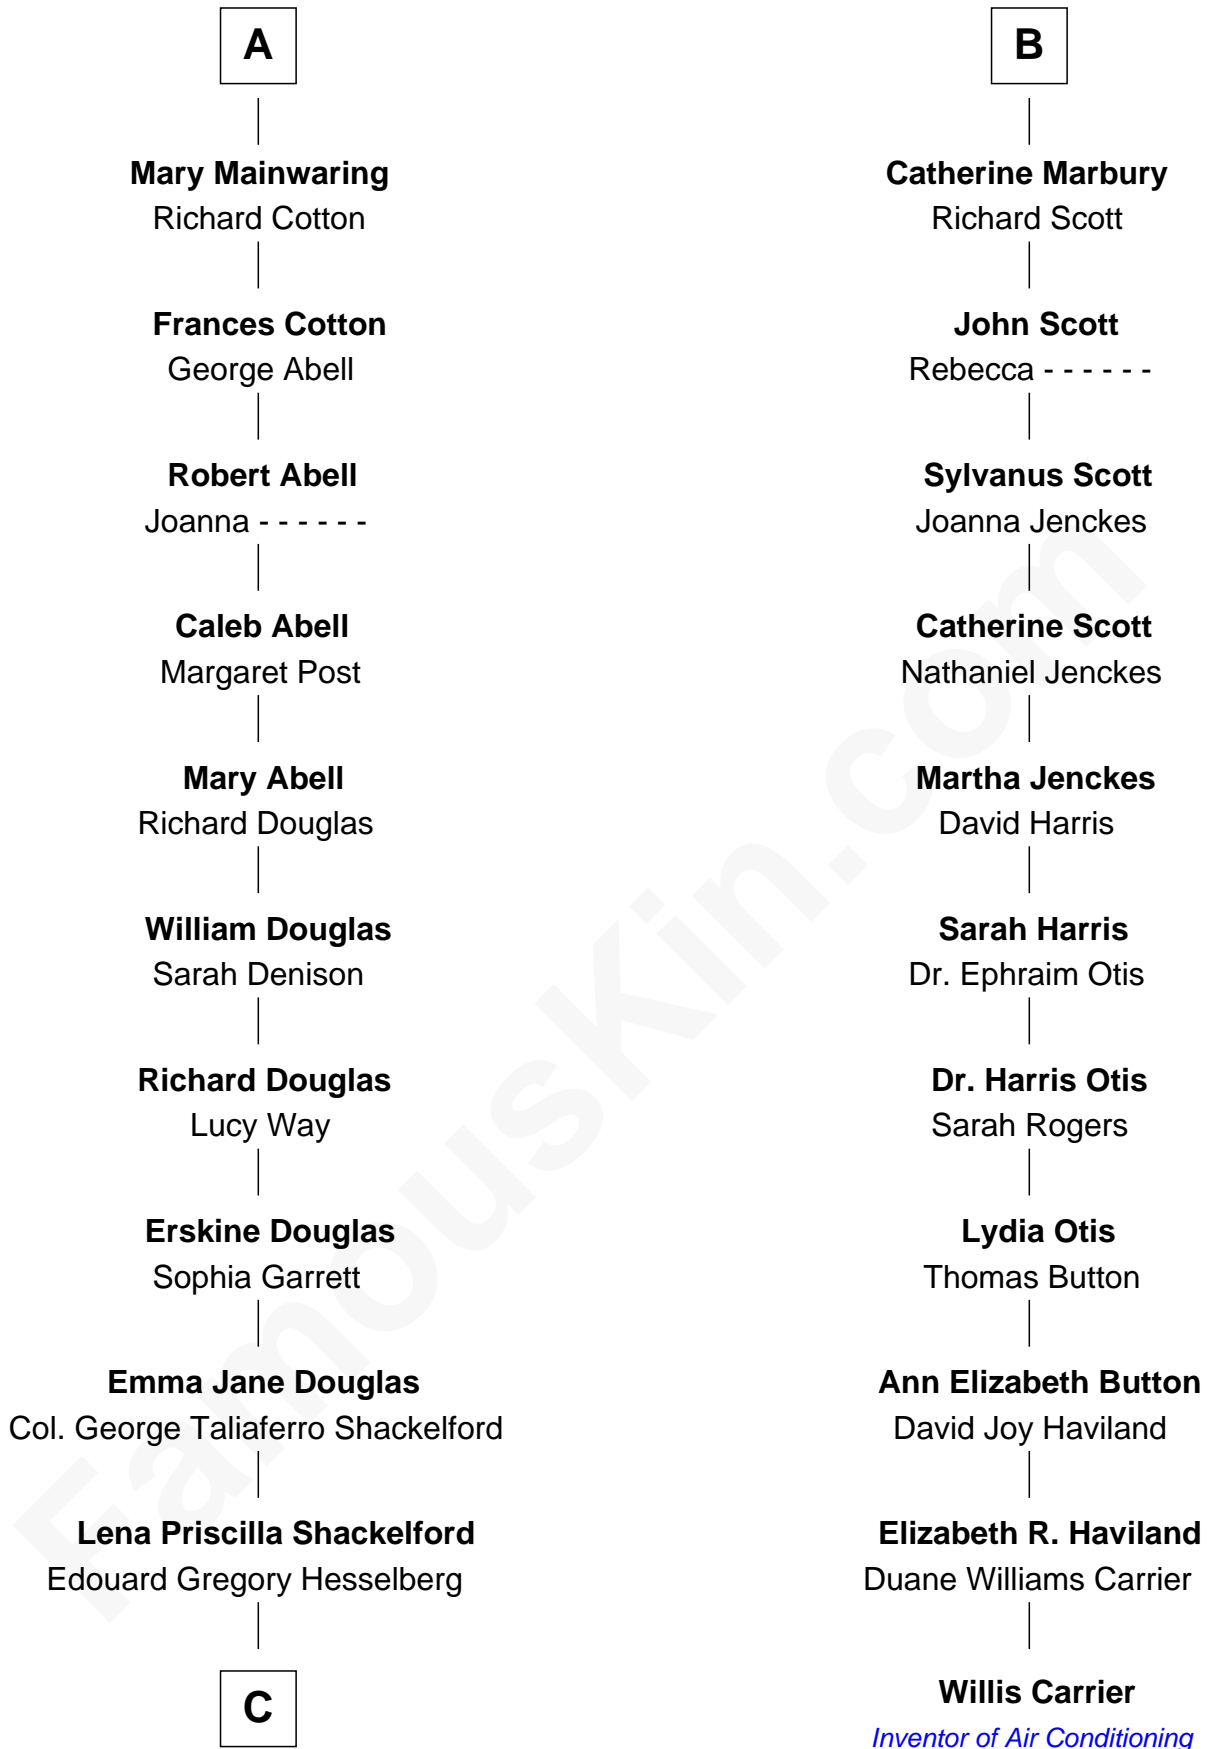 A
Mary Mainwaring
Richard Cotton
Frances Cotton
George Abell
Robert Abell
Joanna - - - - - -
Caleb Abell
Margaret Post
Mary Abell
Richard Douglas
William Douglas
Sarah Denison
Richard Douglas
Lucy Way
Erskine Douglas
Sophia Garrett
Emma Jane Douglas
Col. George Taliaferro Shackelford
Lena Priscilla Shackelford
Edouard Gregory Hesselberg
C
B
Catherine Marbury
Richard Scott
John Scott
Rebecca - - - - - -
Sylvanus Scott
Joanna Jenckes
Catherine Scott
Nathaniel Jenckes
Martha Jenckes
David Harris
Sarah Harris
Dr. Ephraim Otis
Dr. Harris Otis
Sarah Rogers
Lydia Otis
Thomas Button
Ann Elizabeth Button
David Joy Haviland
Elizabeth R. Haviland
Duane Williams Carrier
Willis Carrier
Inventor of Air Conditioning
FamousKin.com